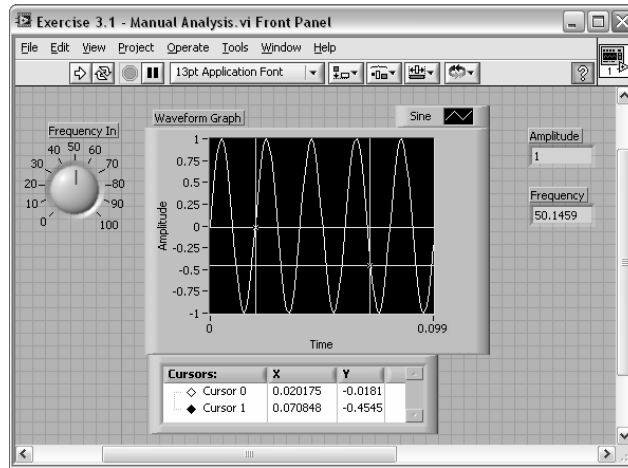 Exercise 3.1 - Manual Analysis.vi Front Panel
File Edit View Project Operate Tools Window Help
13pt Application Font
1
Frequency In
0 10 20 30 40 50 60 70 80 90 100
Waveform Graph
Sine
Amplitude
1
0.75
0.5
0.25
0
-0.25
-0.5
-0.75
-1
0 0.099
Time
Amplitude
1
Frequency
50.1459
Cursors: X Y
Cursor 0 0.020175 -0.0181
Cursor 1 0.070848 -0.4545